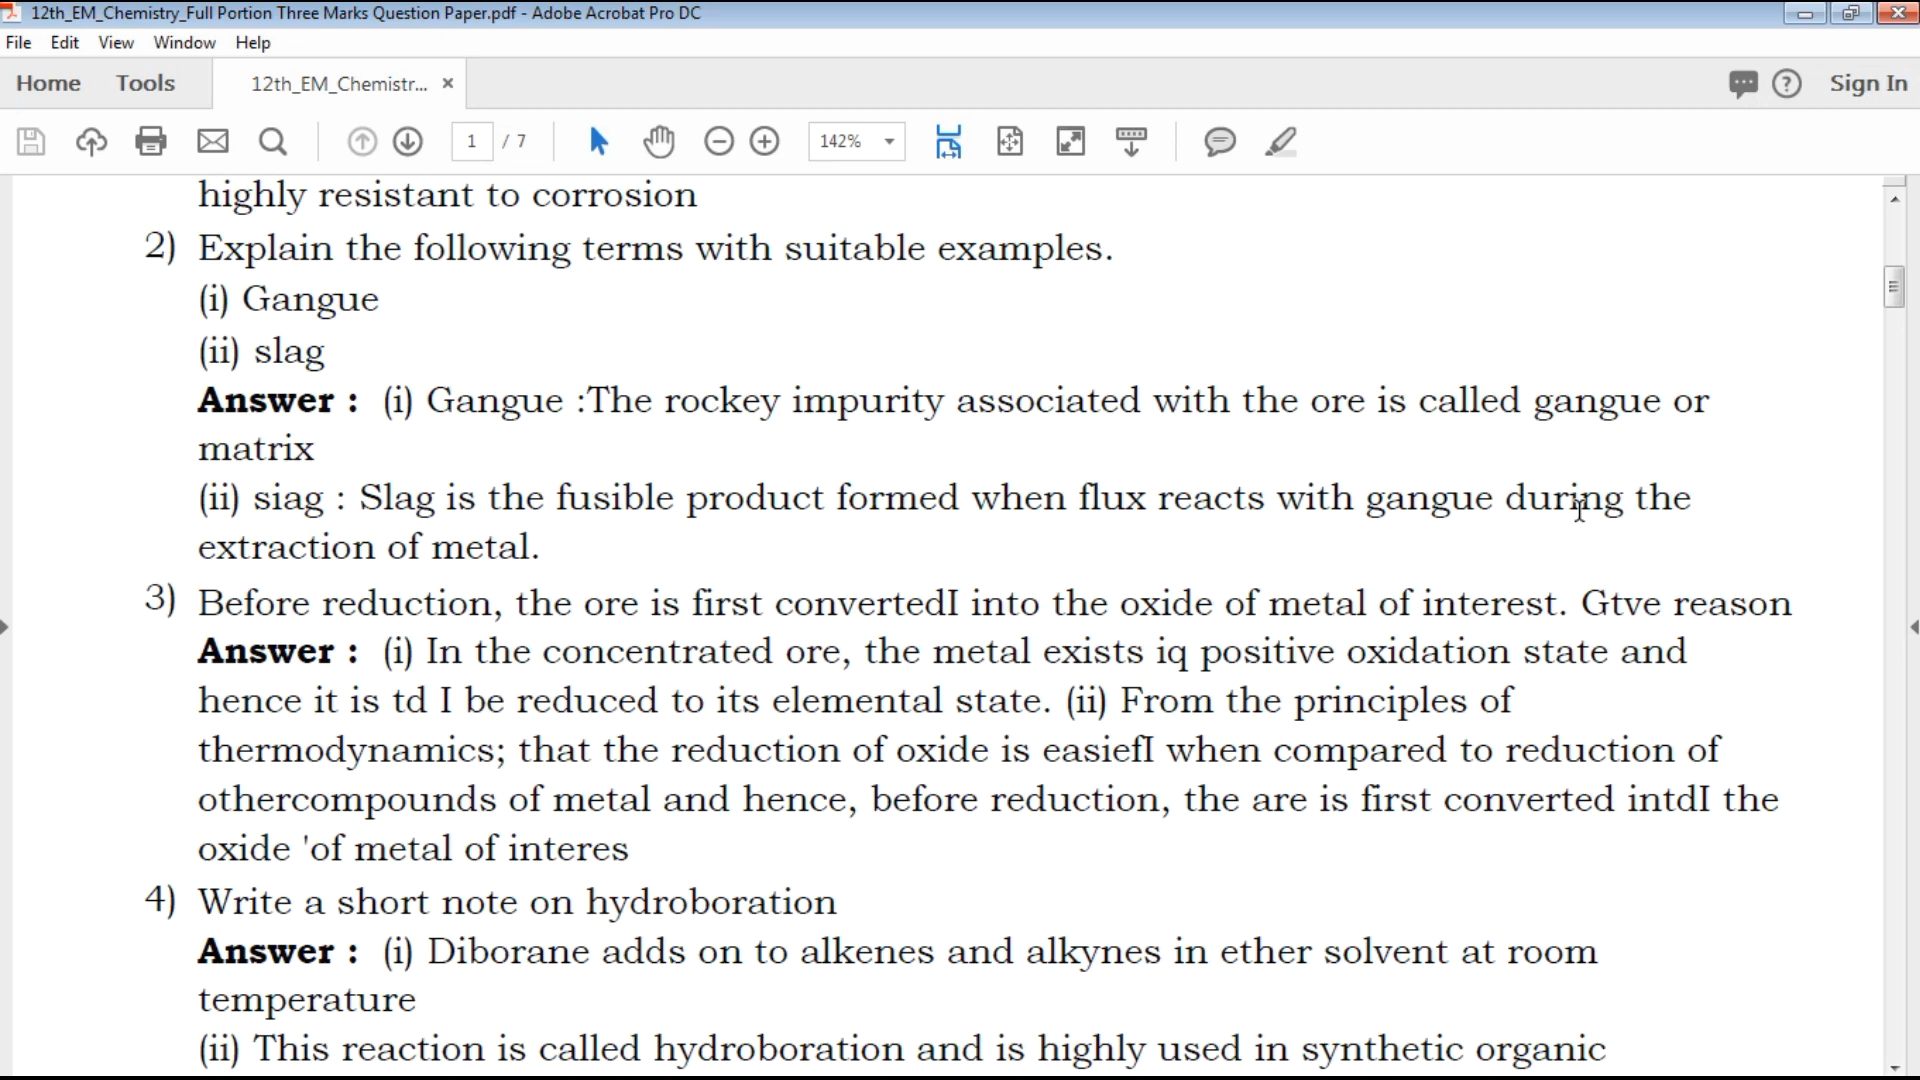 12th_EM_Chemistry_Full Portion Three Marks Question Paper.pdf - Adobe Acrobat Pro DC
File Edit View Window Help
Home Tools 12th_EM_Chemistr... × Sign In
1 / 7 142%
highly resistant to corrosion
2) Explain the following terms with suitable examples.
(i) Gangue
(ii) slag
Answer : (i) Gangue :The rockey impurity associated with the ore is called gangue or
matrix
(ii) siag : Slag is the fusible product formed when flux reacts with gangue during the
extraction of metal.
3) Before reduction, the ore is first convertedI into the oxide of metal of interest. Gtve reason
Answer : (i) In the concentrated ore, the metal exists iq positive oxidation state and
hence it is td I be reduced to its elemental state. (ii) From the principles of
thermodynamics; that the reduction of oxide is easiefI when compared to reduction of
othercompounds of metal and hence, before reduction, the are is first converted intdI the
oxide 'of metal of interes
4) Write a short note on hydroboration
Answer : (i) Diborane adds on to alkenes and alkynes in ether solvent at room
temperature
(ii) This reaction is called hydroboration and is highly used in synthetic organic